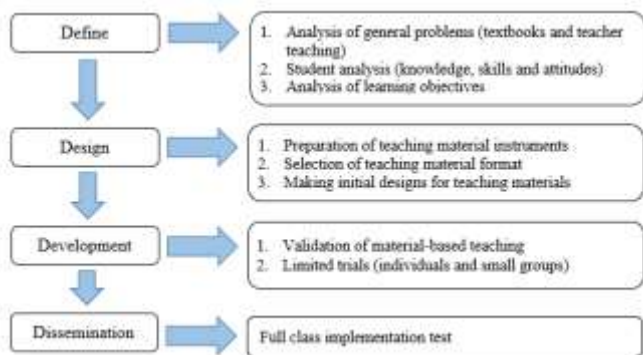 Define
1. Analysis of general problems (textbooks and teacher
teaching)
2. Student analysis (knowledge, skills and attitudes)
3. Analysis of learning objectives
Design
1. Preparation of teaching material instruments
2. Selection of teaching material format
3. Making initial designs for teaching materials
Development
1. Validation of material-based teaching
2. Limited trials (individuals and small groups)
Dissemination
Full class implementation test